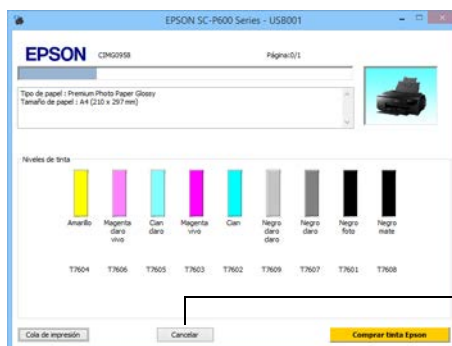 EPSON SC-P600 Series - USB001
EPSON
CIMG0958
Página:0/1
Tipo de papel : Premium Photo Paper Glossy
Tamaño de papel : A4 (210 x 297 mm)
Niveles de tinta
Amarillo
Magenta claro vivo
Cian claro
Magenta vivo
Cian
Negro claro claro
Negro claro
Negro foto
Negro mate
T7604 T7606 T7605 T7603 T7602 T7609 T7607 T7601 T7608
Cola de impresión
Cancelar
Comprar tinta Epson